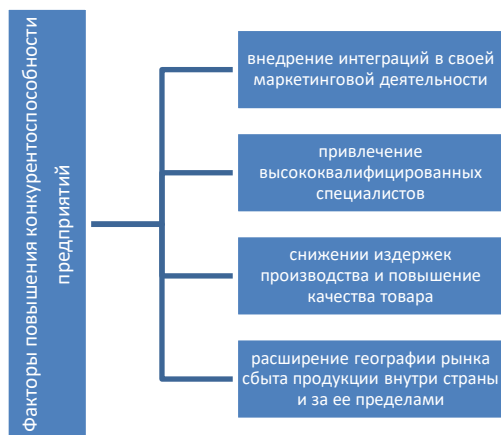 Факторы повышения конкурентоспособности
предприятий
внедрение интеграций в своей
маркетинговой деятельности
привлечение
высококвалифицированных
специалистов
снижении издержек
производства и повышение
качества товара
расширение географии рынка
сбыта продукции внутри страны
и за ее пределами